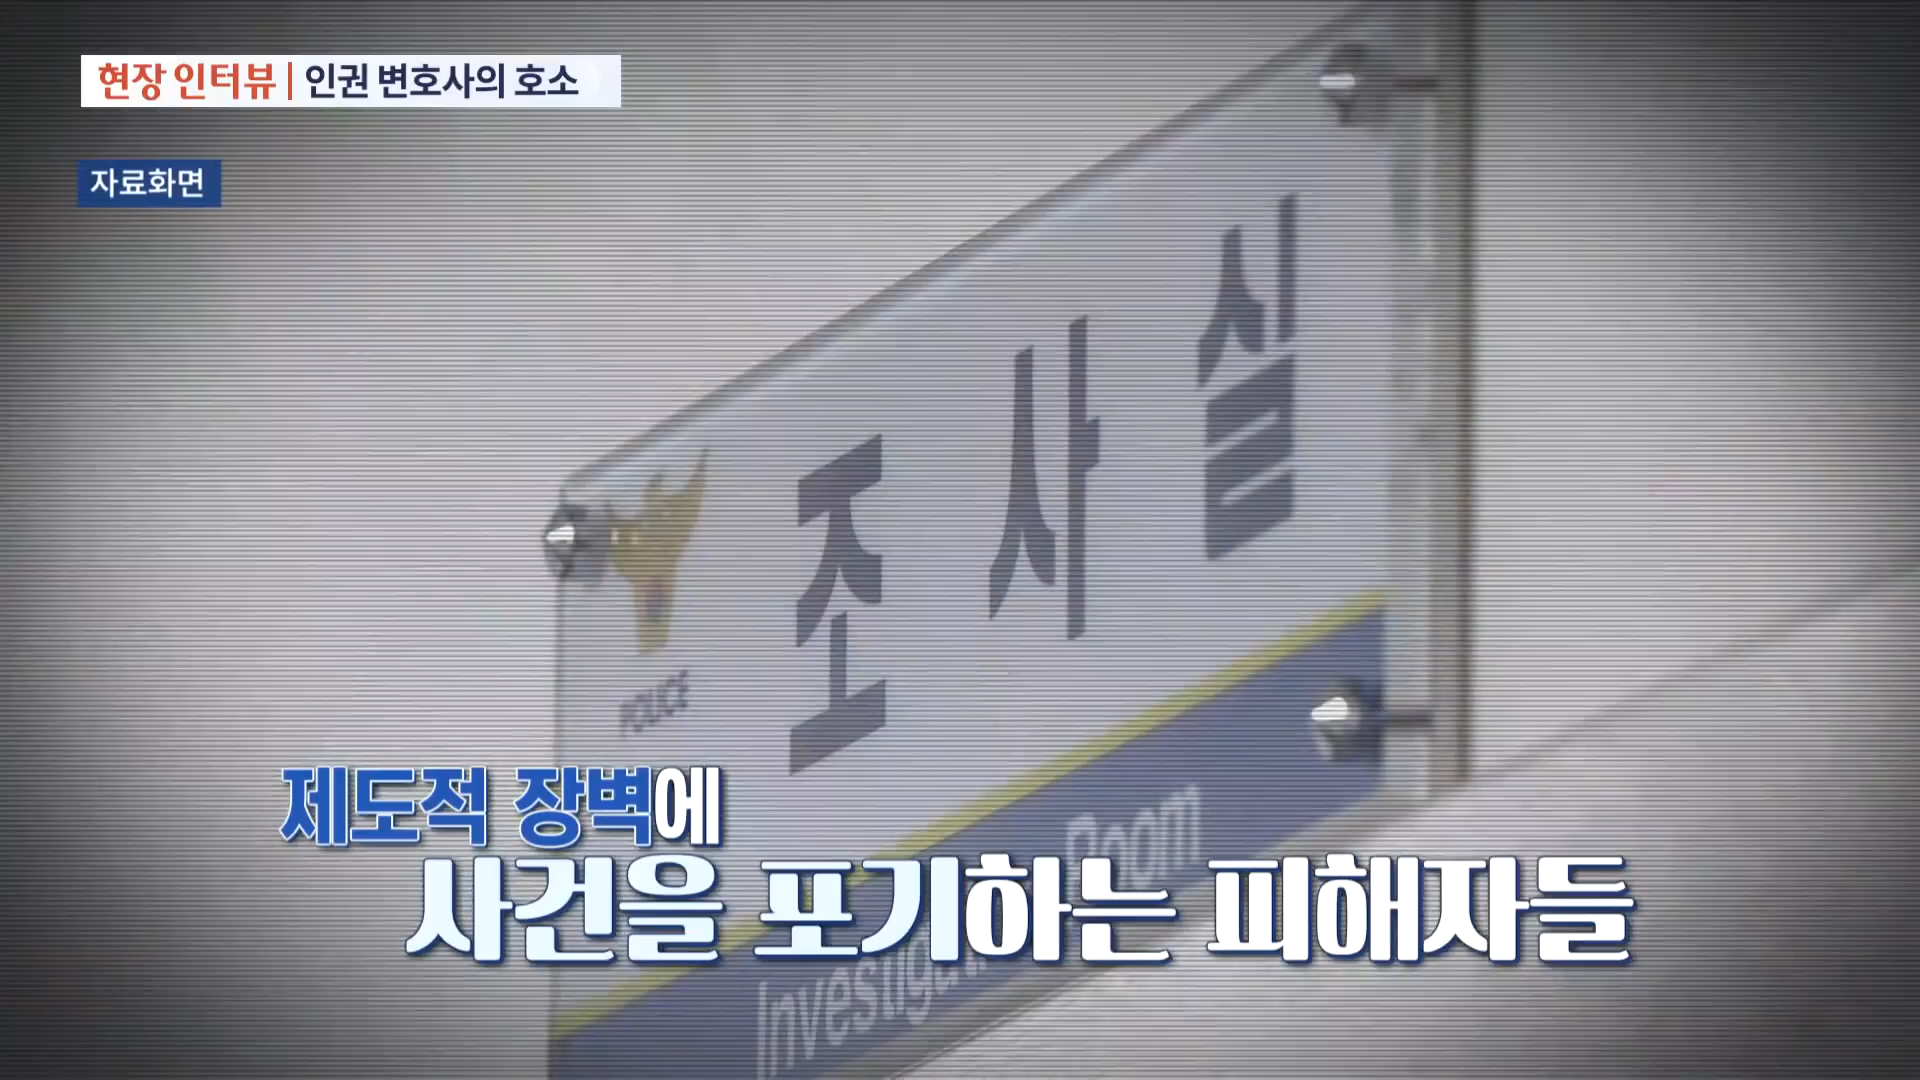 현장 인터뷰 | 인권 변호사의 호소
자료화면
조사실
POLICE
제도적 장벽에
사건을 포기하는 피해자들
Room